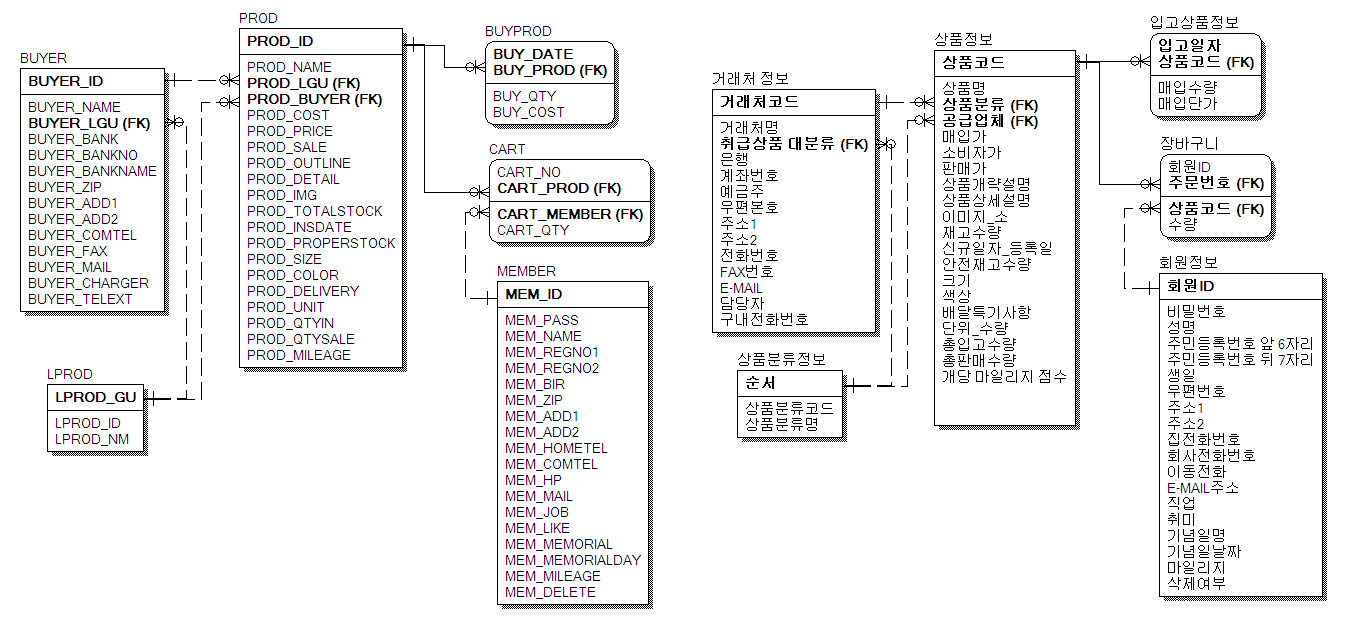 BUYER
BUYER_ID
BUYER_NAME
BUYER_LGU (FK)
BUYER_BANK
BUYER_BANKNO
BUYER_BANKNAME
BUYER_ZIP
BUYER_ADD1
BUYER_ADD2
BUYER_COMTEL
BUYER_FAX
BUYER_MAIL
BUYER_CHARGER
BUYER_TELEXT
LPROD
LPROD_GU
LPROD_ID
LPROD_NM
PROD
PROD_ID
PROD_NAME
PROD_LGU (FK)
PROD_BUYER (FK)
PROD_COST
PROD_PRICE
PROD_SALE
PROD_OUTLINE
PROD_DETAIL
PROD_IMG
PROD_TOTALSTOCK
PROD_INSDATE
PROD_PROPERSTOCK
PROD_SIZE
PROD_COLOR
PROD_DELIVERY
PROD_UNIT
PROD_QTYIN
PROD_QTYSALE
PROD_MILEAGE
BUYPROD
BUY_DATE
BUY_PROD (FK)
BUY_QTY
BUY_COST
CART
CART_NO
CART_PROD (FK)
CART_MEMBER (FK)
CART_QTY
MEMBER
MEM_ID
MEM_PASS
MEM_NAME
MEM_REGNO1
MEM_REGNO2
MEM_BIR
MEM_ZIP
MEM_ADD1
MEM_ADD2
MEM_HOMETEL
MEM_COMTEL
MEM_HP
MEM_MAIL
MEM_JOB
MEM_LIKE
MEM_MEMORIAL
MEM_MEMORIALDAY
MEM_MILEAGE
MEM_DELETE
거래처 정보
거래처코드
거래처명
취급상품 대분류 (FK)
은행
계좌번호
예금주
우편본호
주소1
주소2
전화번호
FAX번호
E-MAIL
담당자
구내전화번호
상품분류정보
순서
상품분류코드
상품분류명
상품정보
상품코드
상품명
상품분류 (FK)
공급업체 (FK)
매입가
소비자가
판매가
상품개략설명
상품상세설명
이미지_소
재고수량
신규일자_등록일
안전재고수량
크기
색상
배달특기사항
단위_수량
총입고수량
총판매수량
개당 마일리지 점수
입고상품정보
입고일자
상품코드 (FK)
매입수량
매입단가
장바구니
회원ID
주문번호 (FK)
상품코드 (FK)
수량
회원정보
회원ID
비밀번호
성명
주민등록번호 앞 6자리
주민등록번호 뒤 7자리
생일
우편번호
주소1
주소2
집전화번호
회사전화번호
이동전화
E-MAIL주소
직업
취미
기념일명
기념일날짜
마일리지
삭제여부